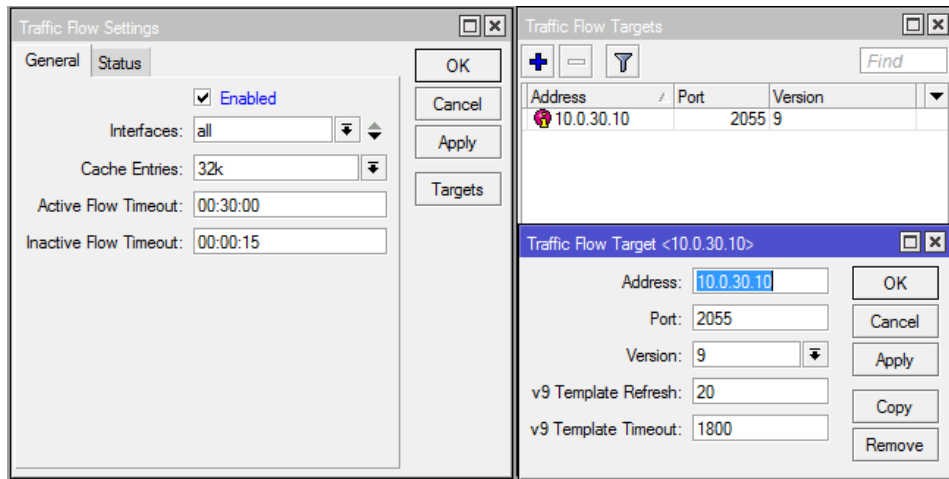 Traffic Flow Settings
General Status
Enabled
Interfaces: all
Cache Entries: 32k
Active Flow Timeout: 00:30:00
Inactive Flow Timeout: 00:00:15
OK
Cancel
Apply
Targets
Traffic Flow Targets
Find
Address Port Version
10.0.30.10 2055 9
Traffic Flow Target <10.0.30.10>
Address: 10.0.30.10
Port: 2055
Version: 9
v9 Template Refresh: 20
v9 Template Timeout: 1800
OK
Cancel
Apply
Copy
Remove